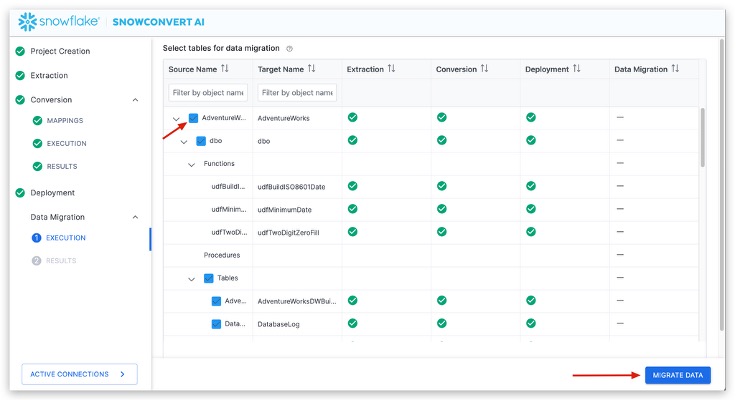 snowflake® SNOWCONVERT AI
Project Creation
Extraction
Conversion
MAPPINGS
EXECUTION
RESULTS
Deployment
Data Migration
1 EXECUTION
2 RESULTS
ACTIVE CONNECTIONS
Select tables for data migration
Source Name Target Name Extraction Conversion Deployment Data Migration
Filter by object name Filter by object name
AdventureW... AdventureWorks
dbo dbo
Functions
udfBuildI... udfBuildISO8601Date
udfMinim... udfMinimumDate
udfTwoDi... udfTwoDigitZeroFill
Procedures
Tables
Adve... AdventureWorksDWBui...
Data... DatabaseLog
MIGRATE DATA